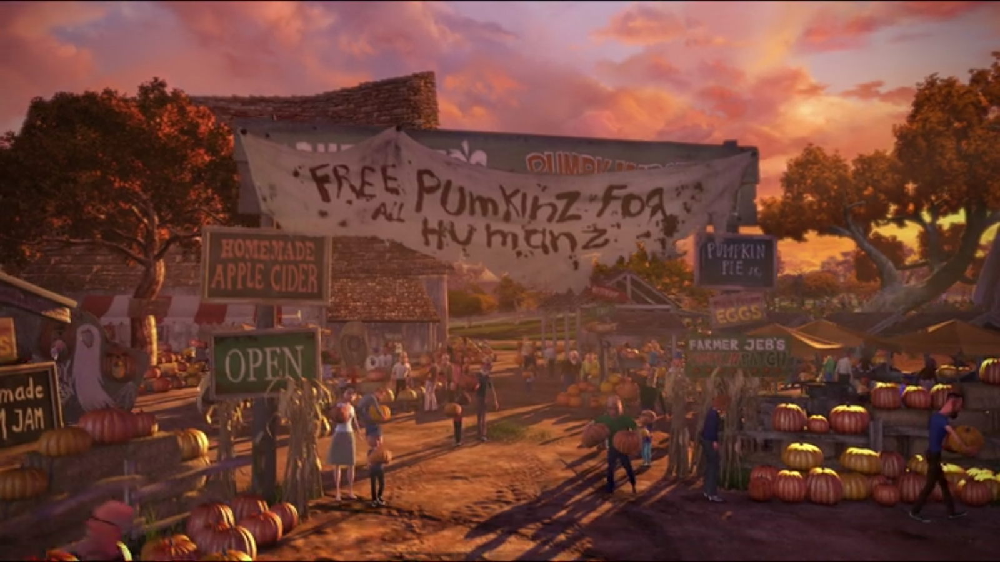 FREE PUmKinZ FoR
All HUmanZ
HOMEMADE
APPLE CIDER
PUMPKIN
PIE
EGGS
OPEN
FARMER JEB'S
made
JAM